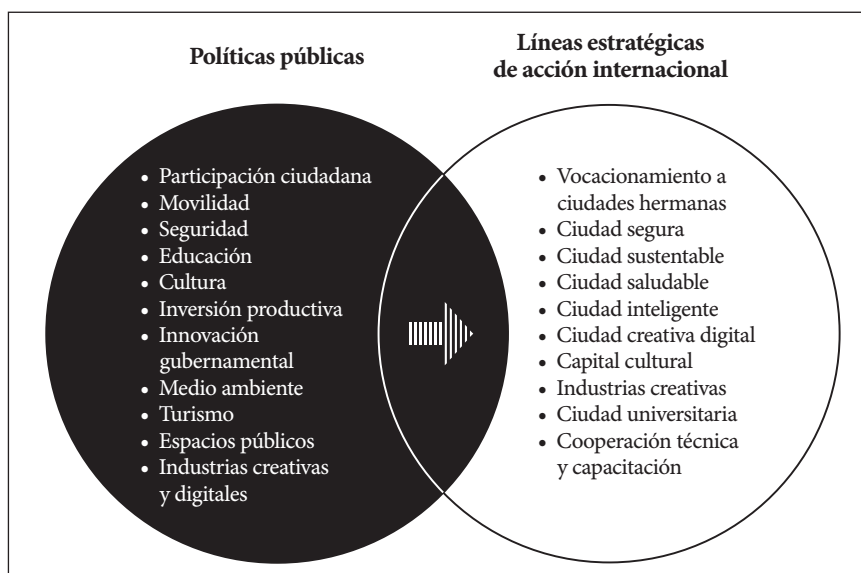 Políticas públicas
Líneas estratégicas
de acción internacional
• Participación ciudadana
• Movilidad
• Seguridad
• Educación
• Cultura
• Inversión productiva
• Innovación
gubernamental
• Medio ambiente
• Turismo
• Espacios públicos
• Industrias creativas
y digitales
• Vocacionamiento a
ciudades hermanas
• Ciudad segura
• Ciudad sustentable
• Ciudad saludable
• Ciudad inteligente
• Ciudad creativa digital
• Capital cultural
• Industrias creativas
• Ciudad universitaria
• Cooperación técnica
y capacitación